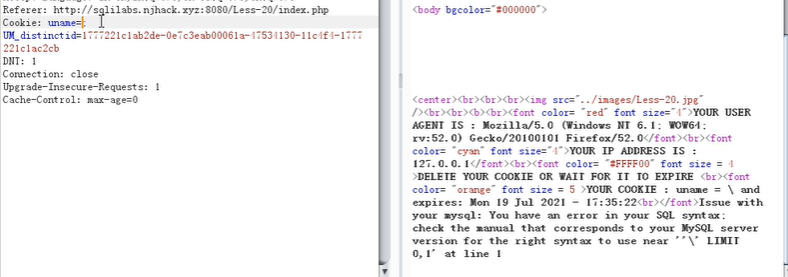 Referer: http://sqlilabs.njhack.xyz:8080/Less-20/index.php
Cookie: uname=
UM_distinctid=1777221c1ab2de-0e7c3eab00061a-47534130-11c4f4-1777
221c1ac2cb
DNT: 1
Connection: close
Upgrade-Insecure-Requests: 1
Cache-Control: max-age=0
<body bgcolor="#000000">
<center><br><br><br><img src="../images/Less-20.jpg"
/><br><br><b><br><font color= "red" font size="4">YOUR USER
AGENT IS : Mozilla/5.0 (Windows NT 6.1; WOW64;
rv:52.0) Gecko/20100101 Firefox/52.0</font><br><font
color= "cyan" font size="4">YOUR IP ADDRESS IS :
127.0.0.1</font><br><font color= "#FFFF00" font size = 4
>DELETE YOUR COOKIE OR WAIT FOR IT TO EXPIRE <br><font
color= "orange" font size = 5 >YOUR COOKIE : uname = \ and
expires: Mon 19 Jul 2021 - 17:35:22<br></font>Issue with
your mysql: You have an error in your SQL syntax;
check the manual that corresponds to your MySQL server
version for the right syntax to use near ''\' LIMIT
0,1' at line 1